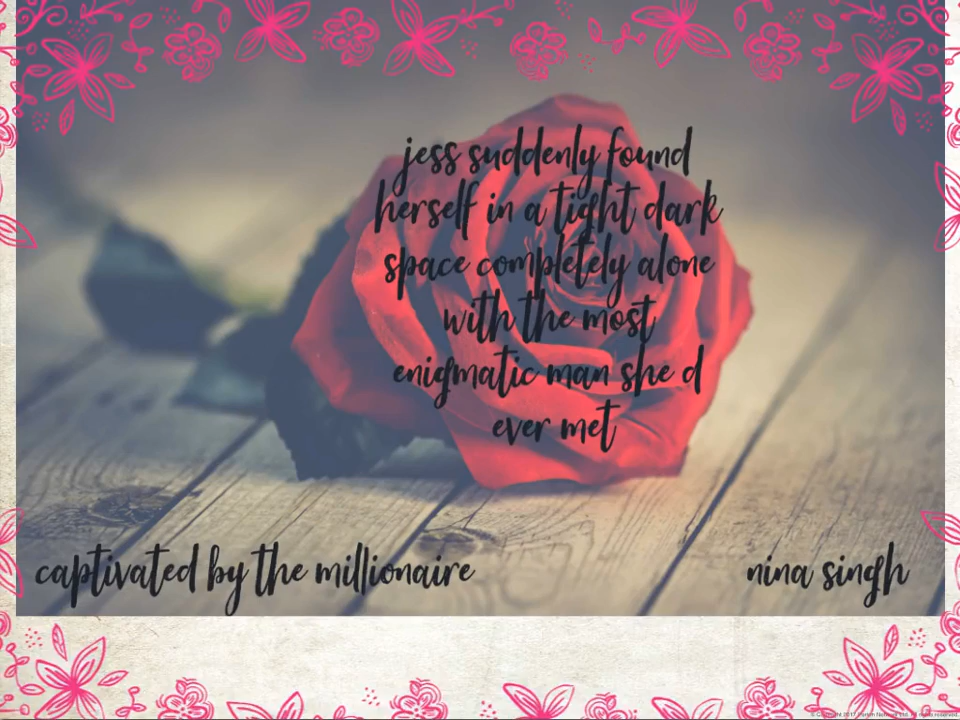 jess suddenly found
herself in a tight dark
space completely alone
with the most
enigmatic man she d
ever met
captivated by the millionaire
nina singh